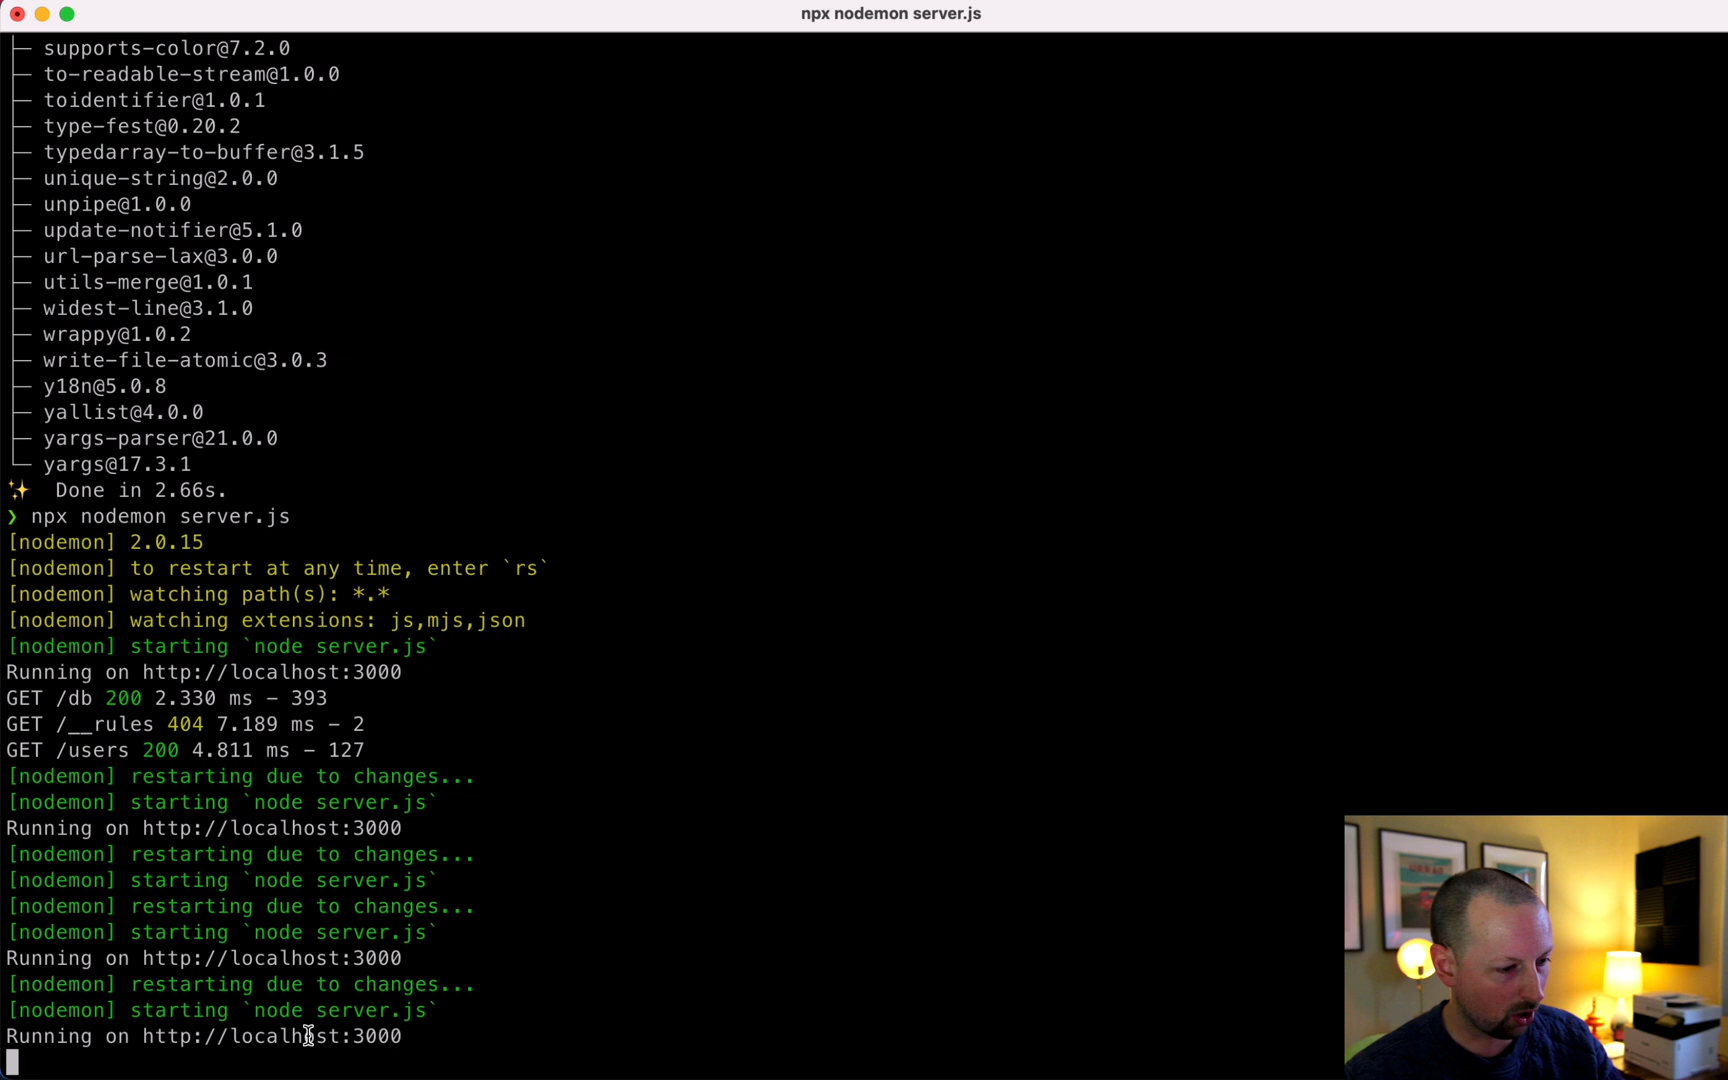 npx nodemon server.js
├─ supports-color@7.2.0
├─ to-readable-stream@1.0.0
├─ toidentifier@1.0.1
├─ type-fest@0.20.2
├─ typedarray-to-buffer@3.1.5
├─ unique-string@2.0.0
├─ unpipe@1.0.0
├─ update-notifier@5.1.0
├─ url-parse-lax@3.0.0
├─ utils-merge@1.0.1
├─ widest-line@3.1.0
├─ wrappy@1.0.2
├─ write-file-atomic@3.0.3
├─ y18n@5.0.8
├─ yallist@4.0.0
├─ yargs-parser@21.0.0
└─ yargs@17.3.1
✨  Done in 2.66s.
❯ npx nodemon server.js
[nodemon] 2.0.15
[nodemon] to restart at any time, enter `rs`
[nodemon] watching path(s): *.*
[nodemon] watching extensions: js,mjs,json
[nodemon] starting `node server.js`
Running on http://localhost:3000
GET /db 200 2.330 ms - 393
GET /__rules 404 7.189 ms - 2
GET /users 200 4.811 ms - 127
[nodemon] restarting due to changes...
[nodemon] starting `node server.js`
Running on http://localhost:3000
[nodemon] restarting due to changes...
[nodemon] starting `node server.js`
[nodemon] restarting due to changes...
[nodemon] starting `node server.js`
Running on http://localhost:3000
[nodemon] restarting due to changes...
[nodemon] starting `node server.js`
Running on http://localhost:3000